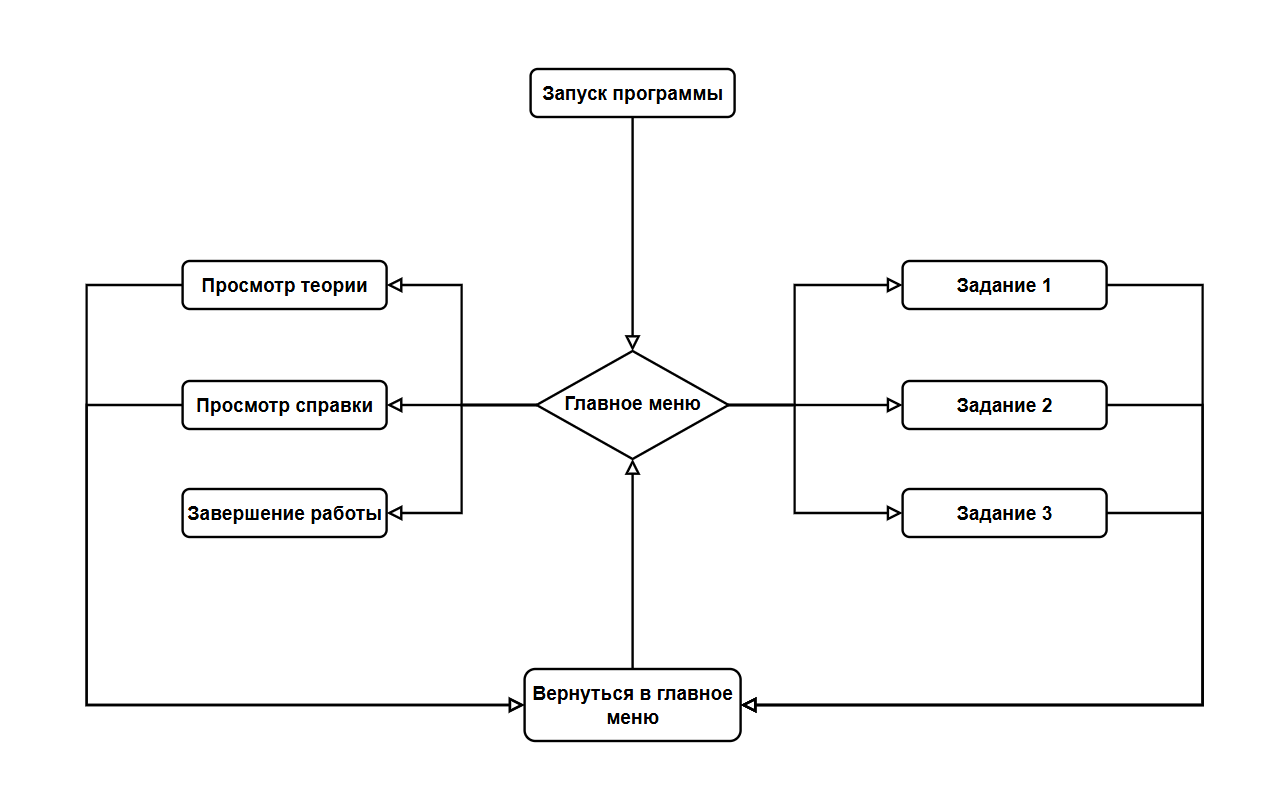 Запуск программы
Просмотр теории
Задание 1
Просмотр справки
Главное меню
Задание 2
Завершение работы
Задание 3
Вернуться в главное
меню